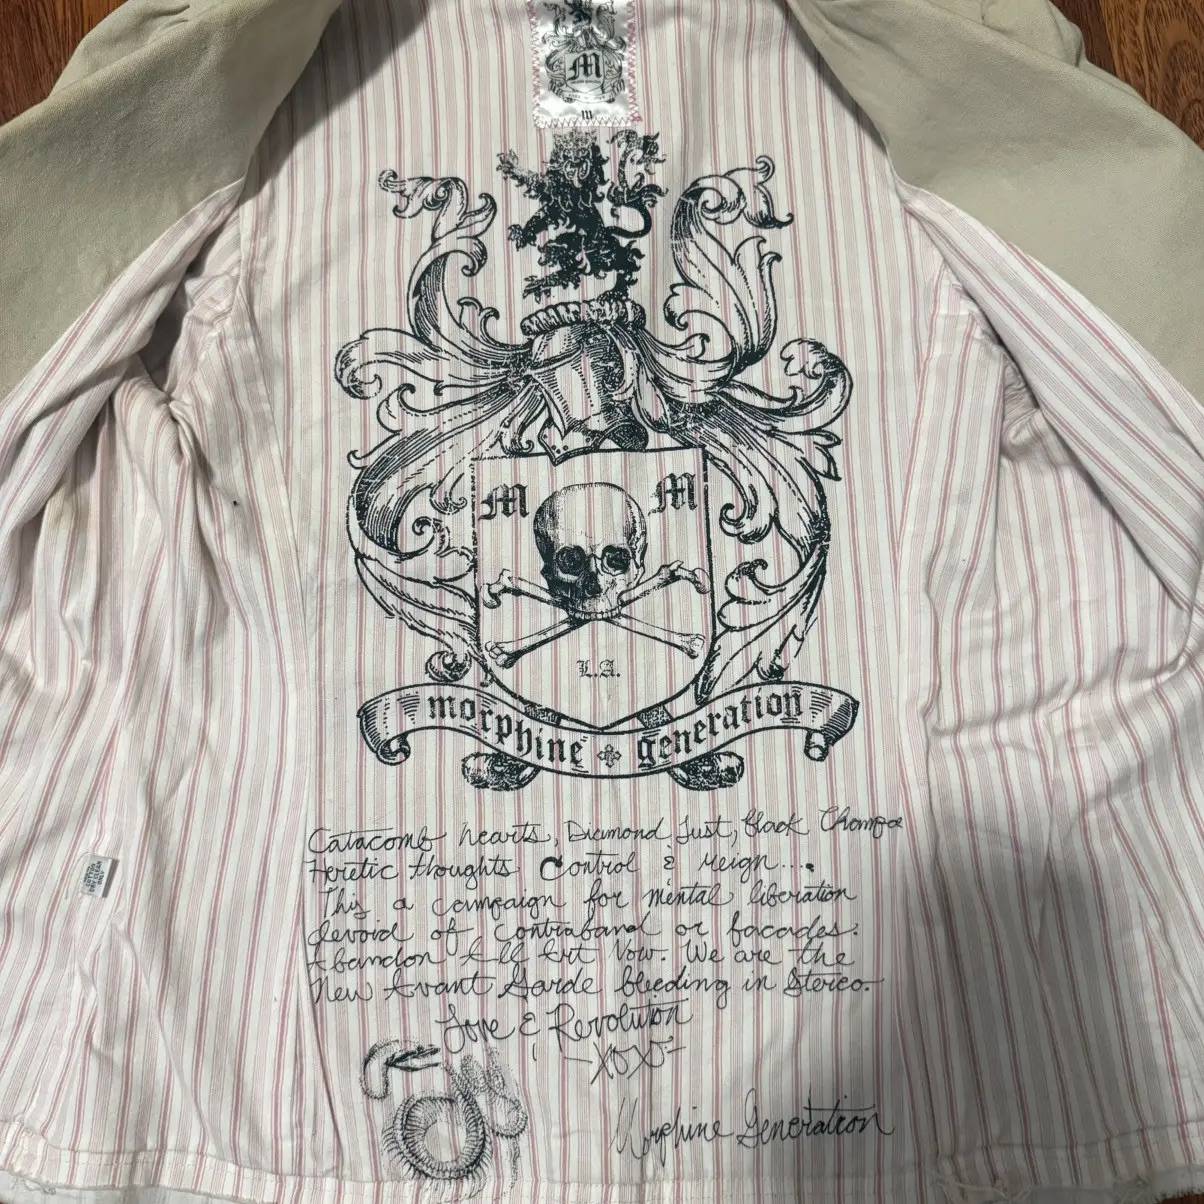 M
M
M M
L.A.
morphine generation
Catacomb hearts, Diamond Lust, Black Champa
Heretic thoughts Control & reign....
This a campaign for mental liberation
devoid of contraband or facades.
Abandon All Art Now. We are the
New Avant Garde bleeding in Stereo.
Love & Revolution
-XOXO-
Morphine Generation